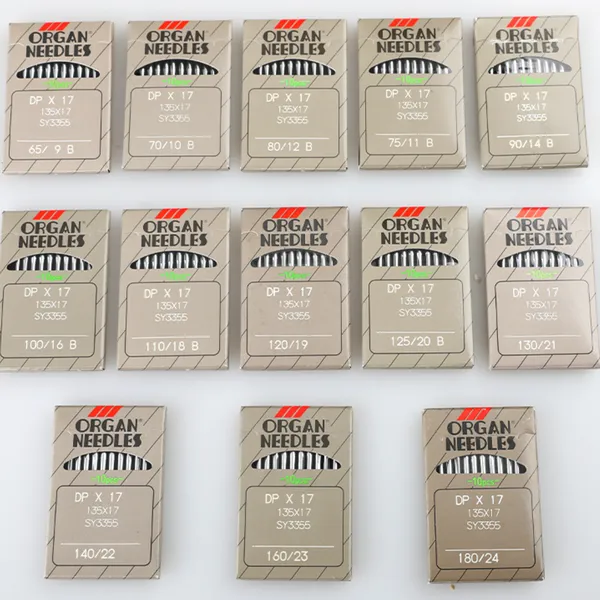 ORGAN
NEEDLES
DP X 17
135X17
SY3355
65/ 9 B
ORGAN
NEEDLES
DP X 17
135X17
SY3355
70/10 B
ORGAN
NEEDLES
DP X 17
135X17
SY3355
80/12 B
ORGAN
NEEDLES
DP X 17
135X17
SY3355
75/11 B
ORGAN
NEEDLES
DP X 17
135X17
SY3355
90/14 B
ORGAN
NEEDLES
DP X 17
135X17
SY3355
100/16 B
ORGAN
NEEDLES
DP X 17
135X17
SY3355
110/18 B
ORGAN
NEEDLES
DP X 17
135X17
SY3355
120/19
ORGAN
NEEDLES
DP X 17
135X17
SY3355
125/20 B
ORGAN
NEEDLES
DP X 17
135X17
SY3355
130/21
ORGAN
NEEDLES
DP X 17
135X17
SY3355
140/22
ORGAN
NEEDLES
-10pcs-
DP X 17
135X17
SY3355
160/23
ORGAN
NEEDLES
-10pcs-
DP X 17
135X17
SY3355
180/24